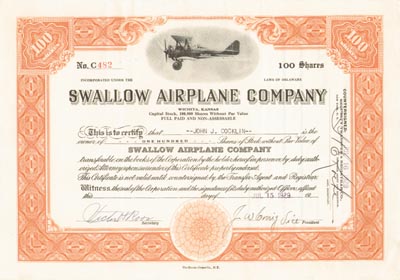 100
100
No. C482
100 Shares
INCORPORATED UNDER THE
LAWS OF DELAWARE
SWALLOW AIRPLANE COMPANY
WICHITA, KANSAS
Capital Stock, 100,000 Shares Without Par Value
FULL PAID AND NON-ASSESSABLE
This is to certify that --JOHN J. COCKLIN-- is the
owner of ONE HUNDRED Shares of Stock without Par Value of
SWALLOW AIRPLANE COMPANY
transferable on the books of the Corporation by the holder hereof in person or by duly autho-
rized Attorney upon surrender of this Certificate properly endorsed.
This Certificate is not valid until countersigned by the Transfer Agent and Registrar.
Witness, the seal of the Corporation and the signatures of its duly authorized Officers, affixed
this day of JUL 15 1929 19
Secretary
President
COUNTERSIGNED